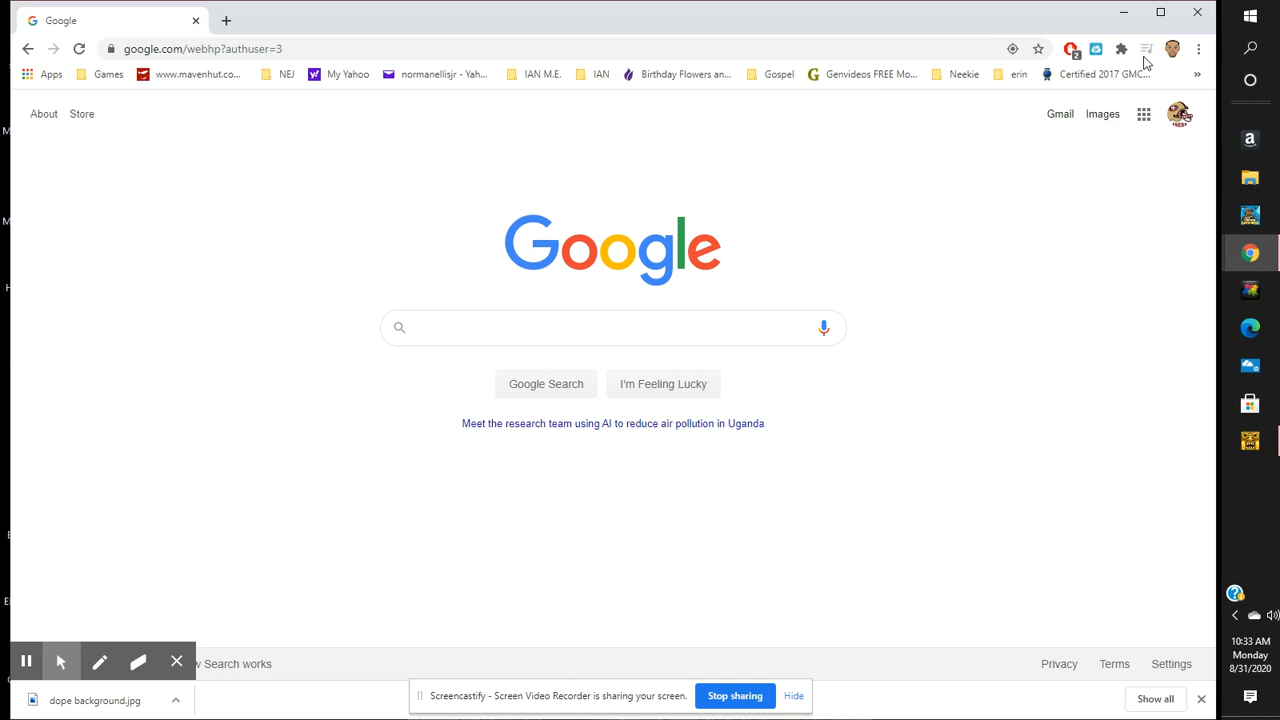 Google
google.com/webhp?authuser=3
2
Apps Games www.mavenhut.co... NEJ My Yahoo normanellisjr - Yah... IAN M.E. IAN Birthday Flowers an... Gospel Genvideos FREE Mo... Neekie erin Certified 2017 GMC... »
About Store Gmail Images
Google
Google Search I'm Feeling Lucky
Meet the research team using AI to reduce air pollution in Uganda
w Search works Privacy Terms Settings
dope background.jpg
Screencastify - Screen Video Recorder is sharing your screen. Stop sharing Hide
Show all
10:33 AM
Monday
8/31/2020